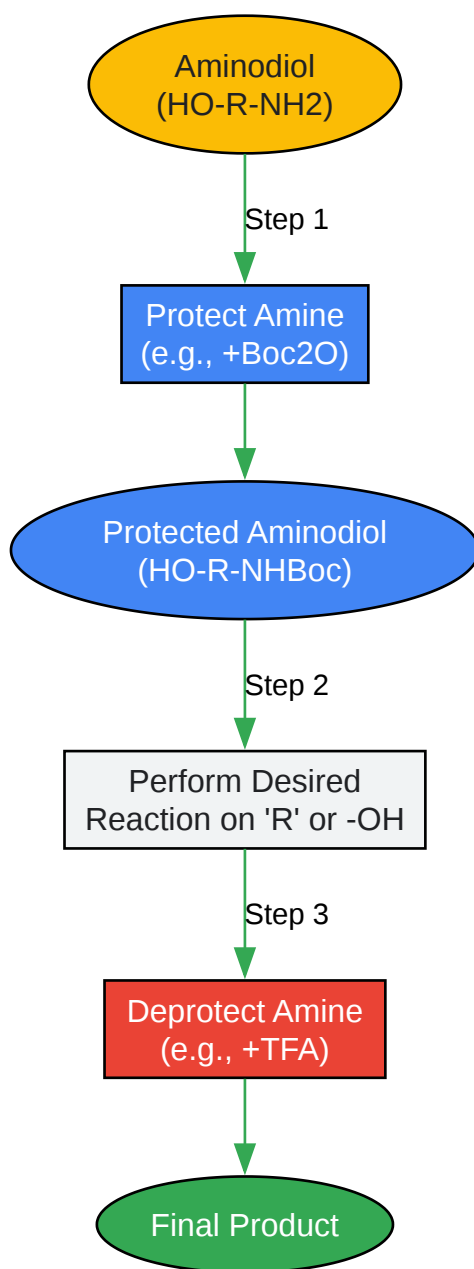 Aminodiol
(HO-R-NH2)
Step 1
Protect Amine
(e.g., +Boc2O)
Protected Aminodiol
(HO-R-NHBoc)
Step 2
Perform Desired
Reaction on 'R' or -OH
Step 3
Deprotect Amine
(e.g., +TFA)
Final Product